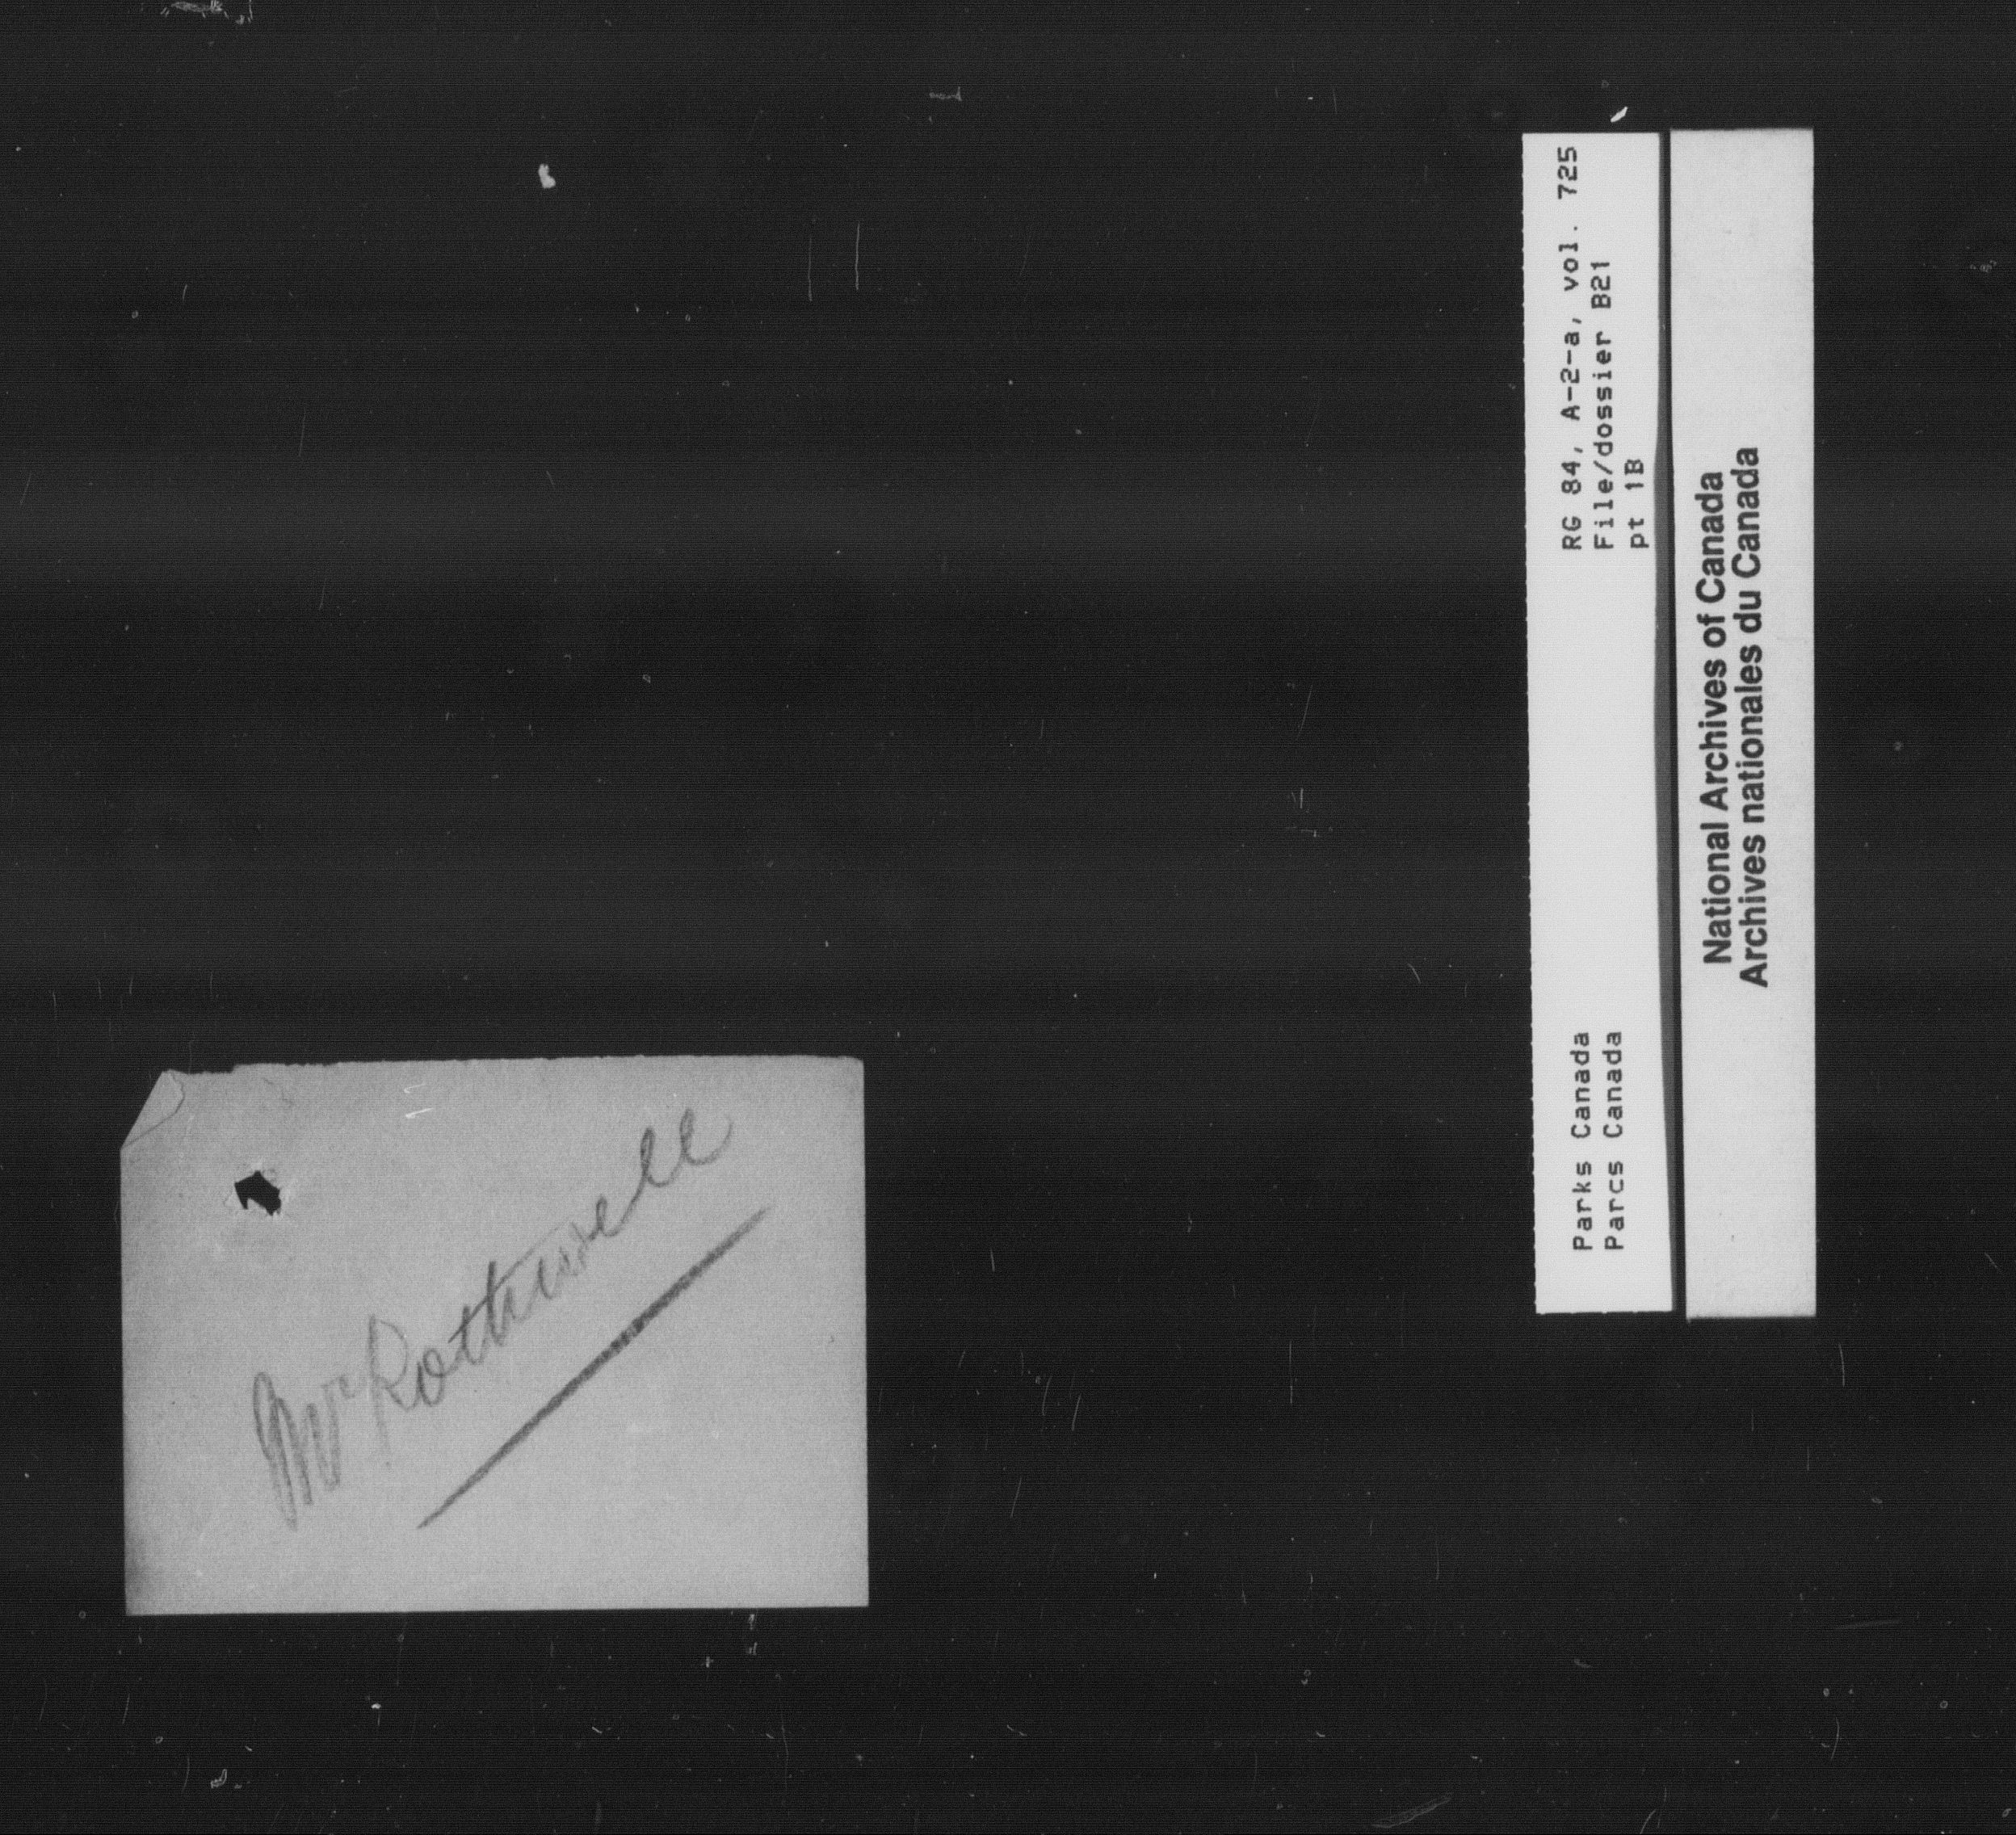 Mr Rothwell
RG 84, A-2-a, vol. 725
File/dossier B21
pt 1B
Parks Canada
Parcs Canada
National Archives of Canada
Archives nationales du Canada